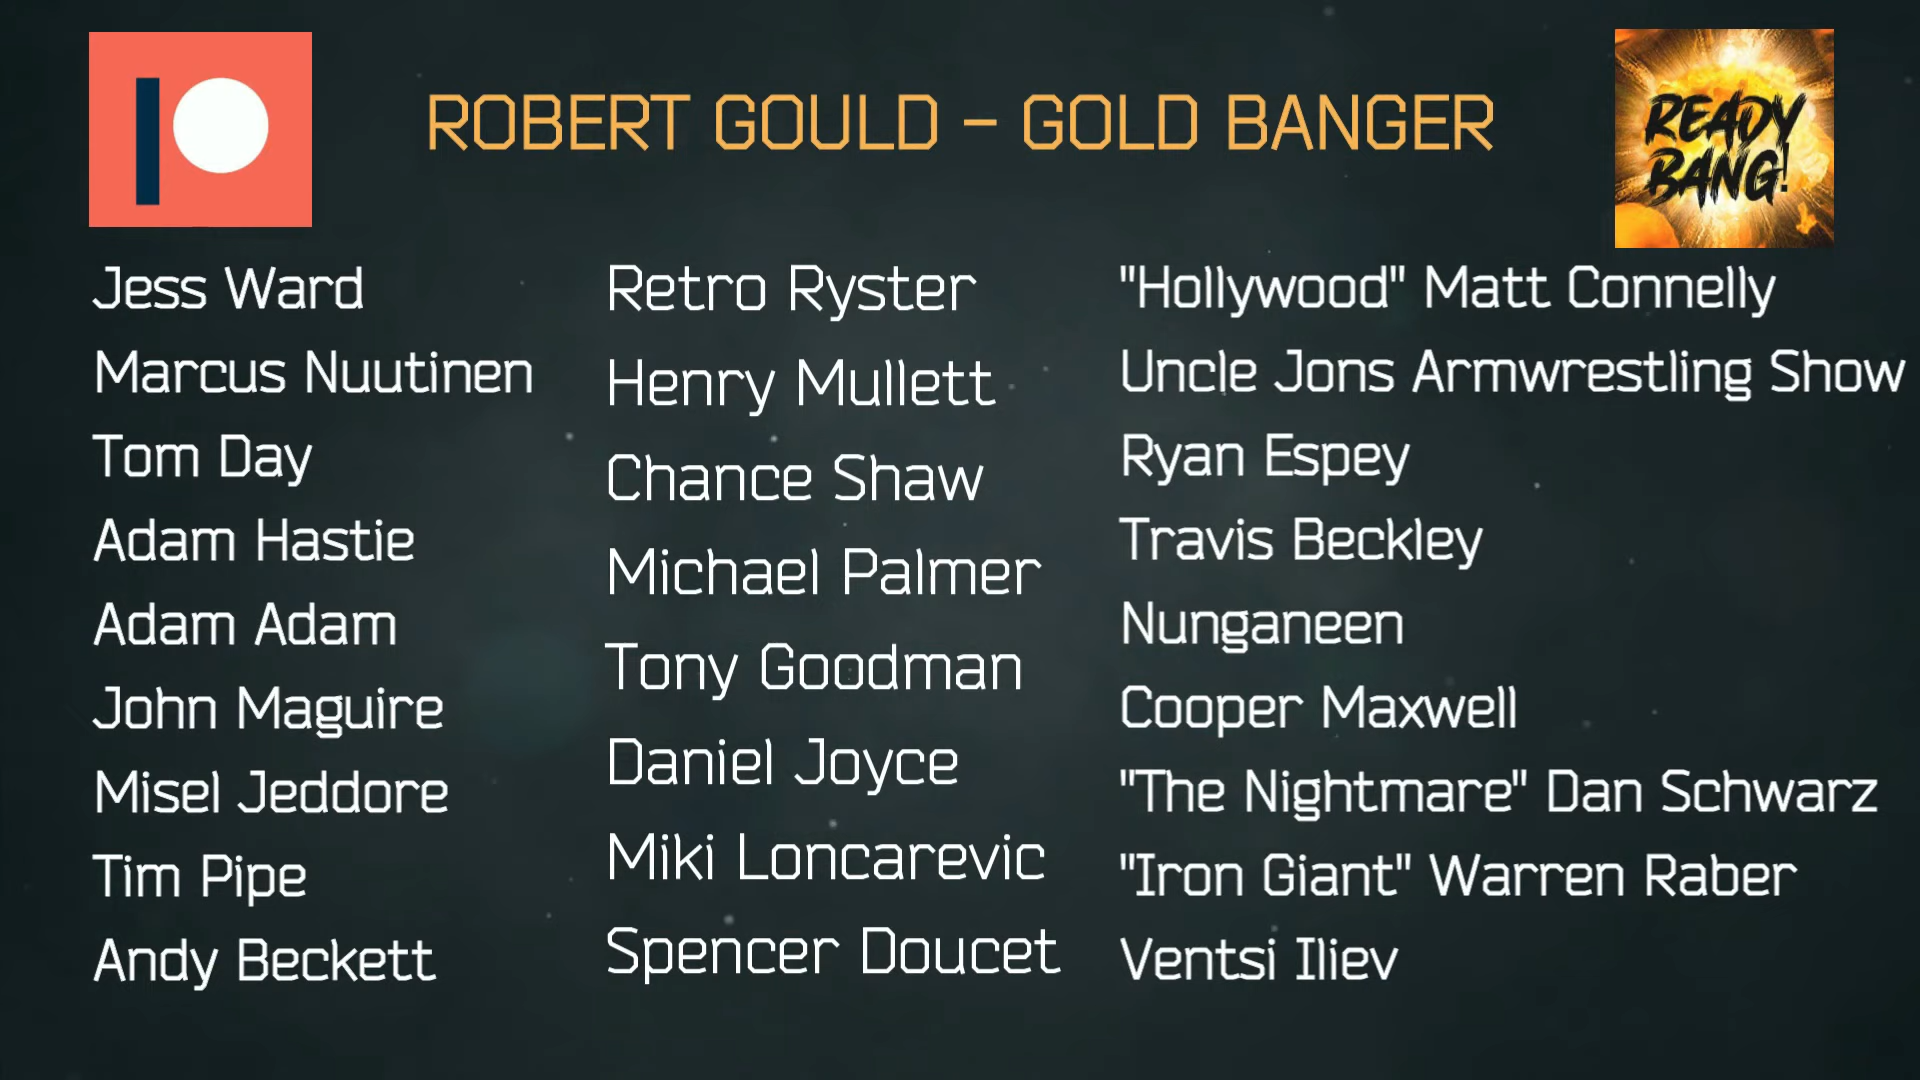 ROBERT GOULD - GOLD BANGER
READY
BANG!
Jess Ward
Marcus Nuutinen
Tom Day
Adam Hastie
Adam Adam
John Maguire
Misel Jeddore
Tim Pipe
Andy Beckett
Retro Ryster
Henry Mullett
Chance Shaw
Michael Palmer
Tony Goodman
Daniel Joyce
Miki Loncarevic
Spencer Doucet
"Hollywood" Matt Connelly
Uncle Jons Armwrestling Show
Ryan Espey
Travis Beckley
Nunganeen
Cooper Maxwell
"The Nightmare" Dan Schwarz
"Iron Giant" Warren Raber
Ventsi Iliev